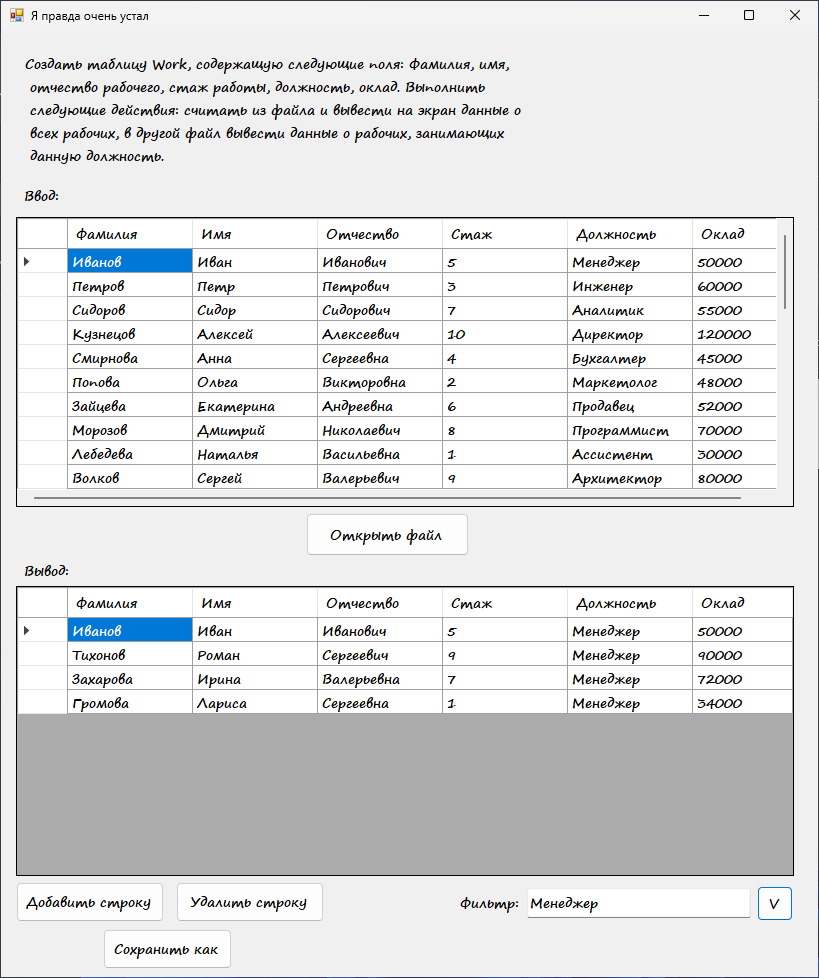 Я правда очень устал
Создать таблицу Work, содержащую следующие поля: Фамилия, имя,
отчество рабочего, стаж работы, должность, оклад. Выполнить
следующие действия: считать из файла и вывести на экран данные о
всех рабочих, в другой файл вывести данные о рабочих, занимающих
данную должность.
Ввод:
Фамилия Имя Отчество Стаж Должность Оклад
Иванов Иван Иванович 5 Менеджер 50000
Петров Петр Петрович 3 Инженер 60000
Сидоров Сидор Сидорович 7 Аналитик 55000
Кузнецов Алексей Алексеевич 10 Директор 120000
Смирнова Анна Сергеевна 4 Бухгалтер 45000
Попова Ольга Викторовна 2 Маркетолог 48000
Зайцева Екатерина Андреевна 6 Продавец 52000
Морозов Дмитрий Николаевич 8 Программист 70000
Лебедева Наталья Васильевна 1 Ассистент 30000
Волков Сергей Валерьевич 9 Архитектор 80000
Открыть файл
Вывод:
Фамилия Имя Отчество Стаж Должность Оклад
Иванов Иван Иванович 5 Менеджер 50000
Тихонов Роман Сергеевич 9 Менеджер 90000
Захарова Ирина Валерьевна 7 Менеджер 72000
Громова Лариса Сергеевна 1 Менеджер 34000
Добавить строку Удалить строку Фильтр: Менеджер V
Сохранить как